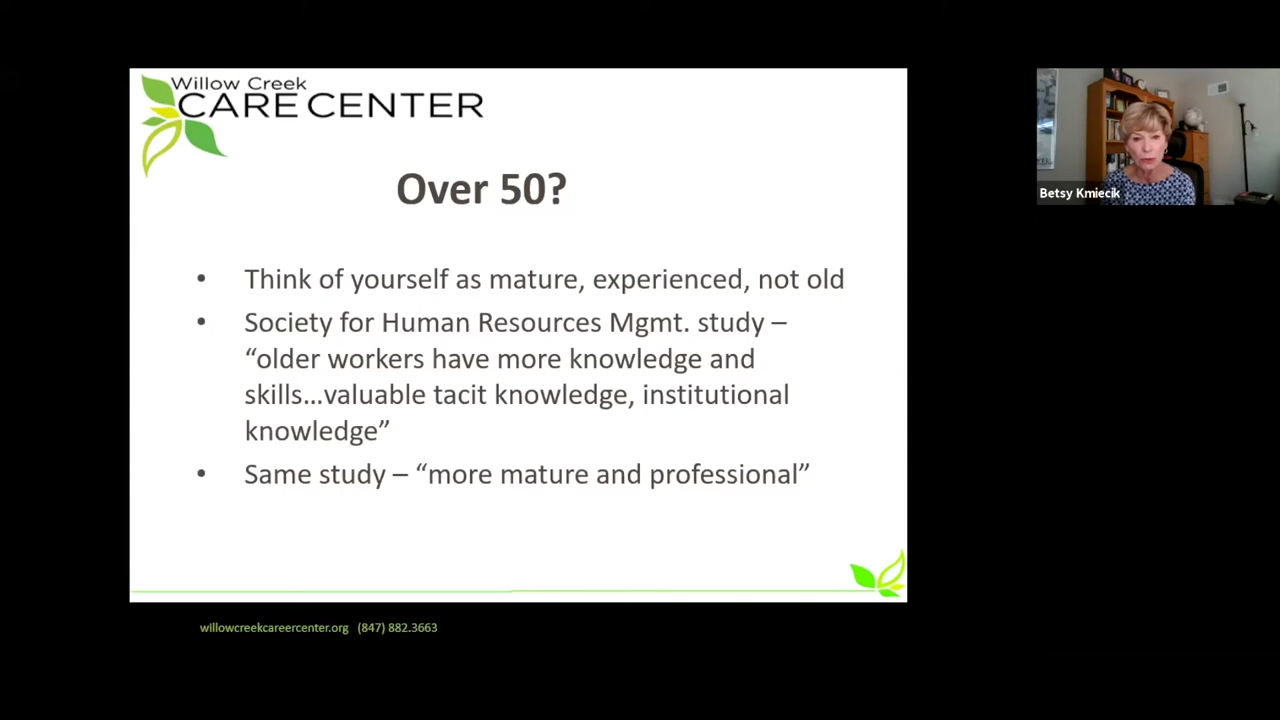 Willow Creek
CARE CENTER
Over 50?
• Think of yourself as mature, experienced, not old
• Society for Human Resources Mgmt. study –
“older workers have more knowledge and
skills…valuable tacit knowledge, institutional
knowledge”
• Same study – “more mature and professional”
willowcreekcareercenter.org (847) 882.3663
Betsy Kmiecik